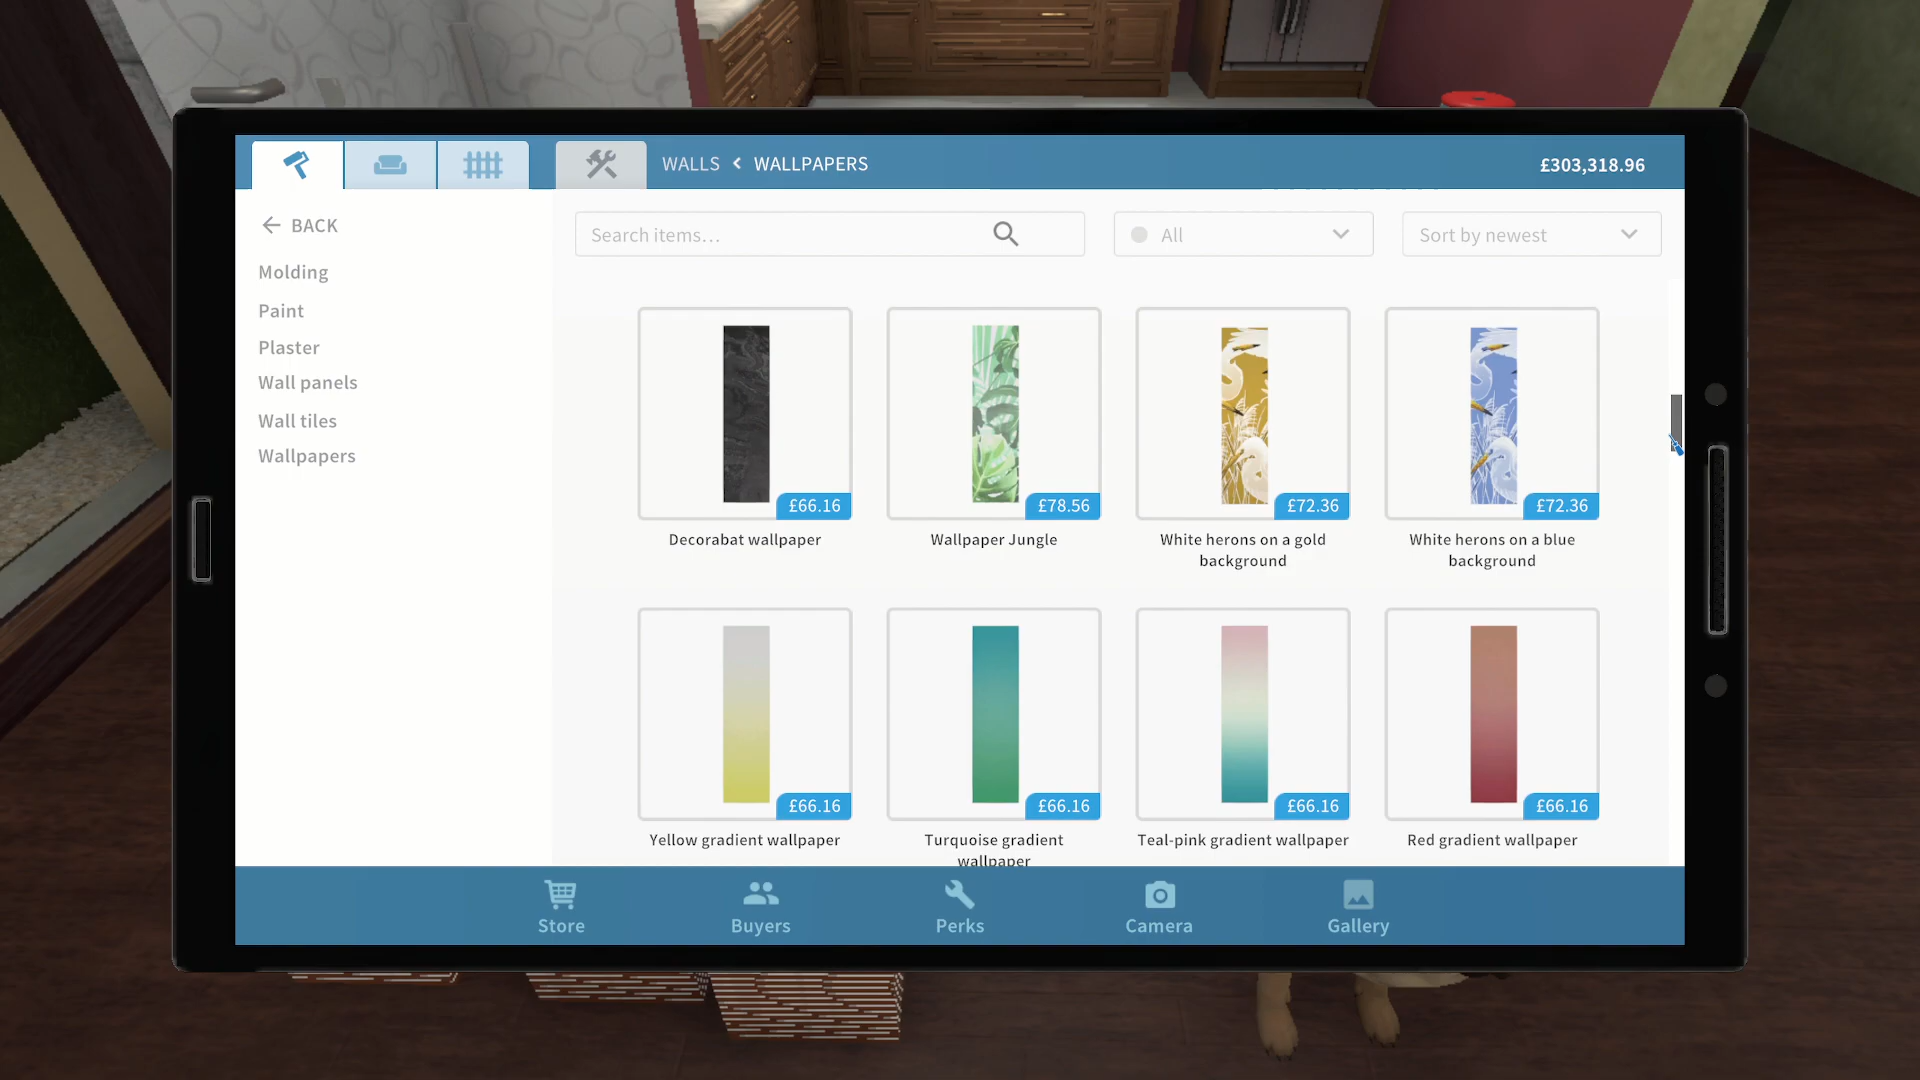 WALLS < WALLPAPERS
£303,318.96
BACK
Molding
Paint
Plaster
Wall panels
Wall tiles
Wallpapers
Search items...
All
Sort by newest
£66.16
£78.56
£72.36
£72.36
Decorabat wallpaper
Wallpaper Jungle
White herons on a gold
background
White herons on a blue
background
£66.16
£66.16
£66.16
£66.16
Yellow gradient wallpaper
Turquoise gradient
wallpaper
Teal-pink gradient wallpaper
Red gradient wallpaper
Store
Buyers
Perks
Camera
Gallery